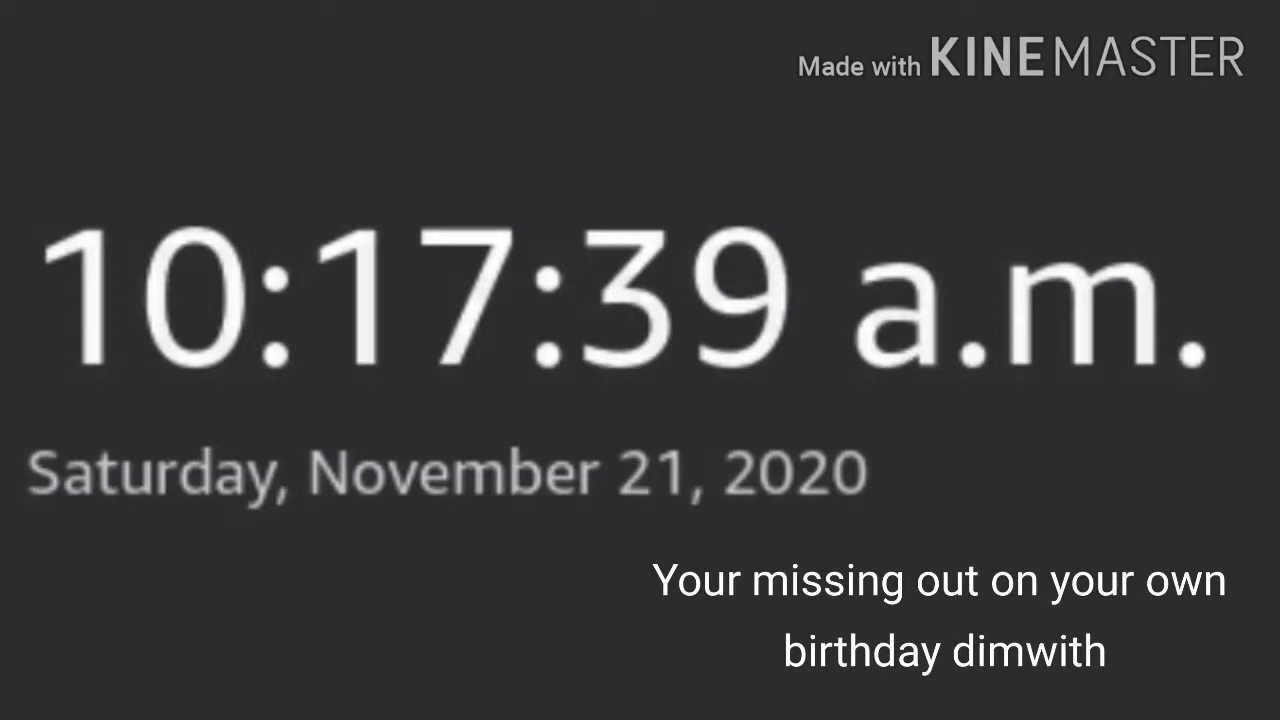 Made with KINEMASTER
10:17:39 a.m.
Saturday, November 21, 2020
Your missing out on your own
birthday dimwith